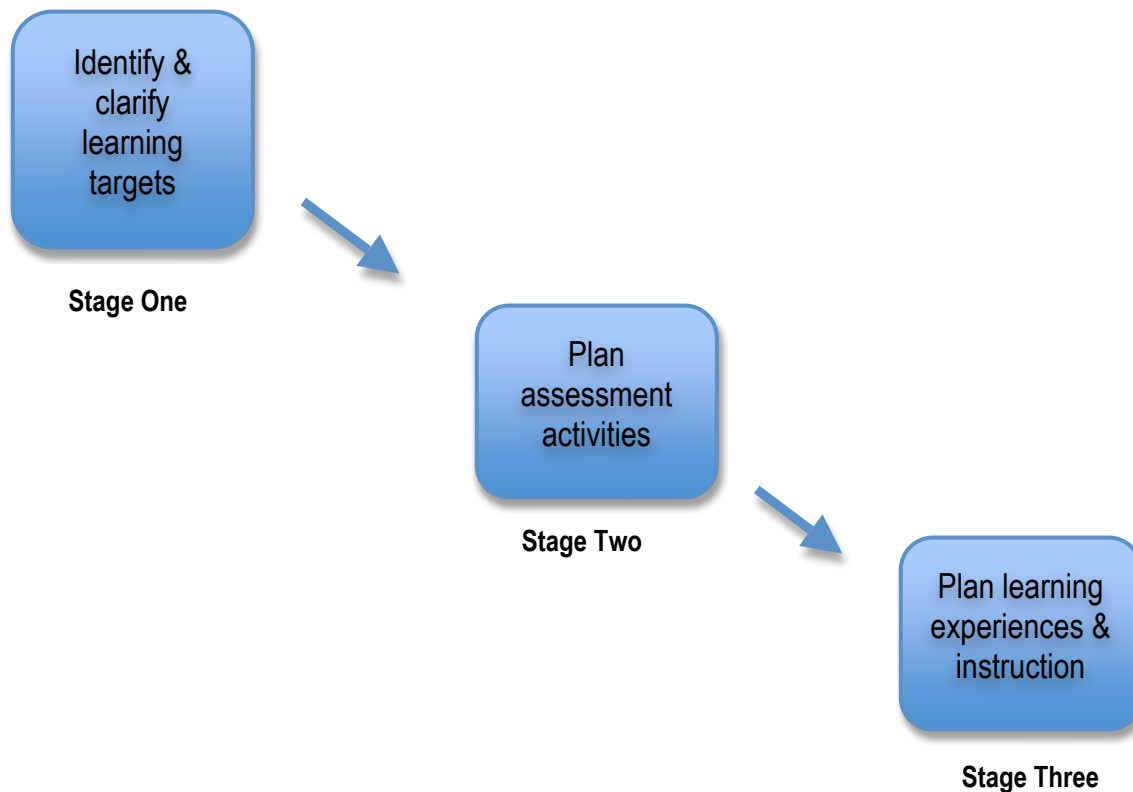 Identify &
clarify
learning
targets
Stage One
Plan
assessment
activities
Stage Two
Plan learning
experiences &
instruction
Stage Three